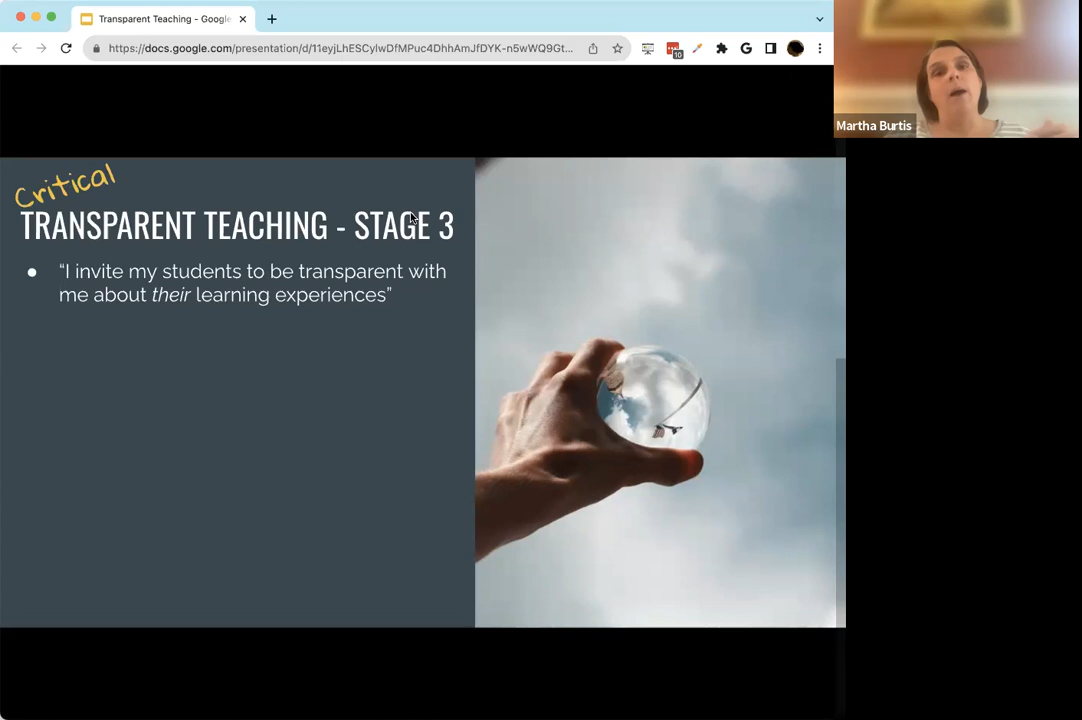 Transparent Teaching - Google
https://docs.google.com/presentation/d/11eyjLhESCylwDfMPuc4DhhAmJfDYK-n5wWQ9Gt...
10
G
Martha Burtis
Critical
TRANSPARENT TEACHING - STAGE 3
● “I invite my students to be transparent with
me about their learning experiences”